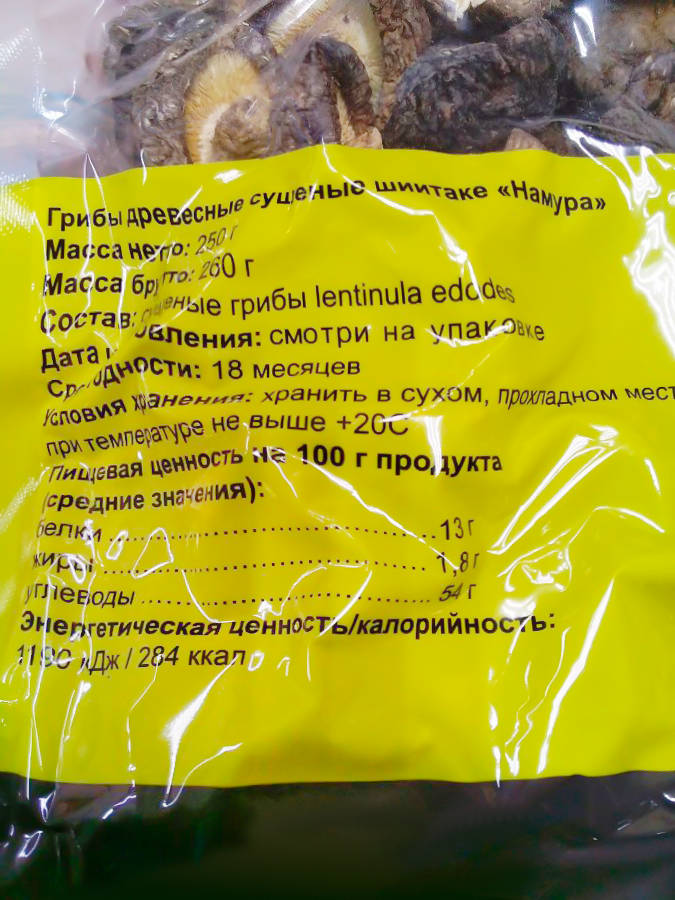 Грибы древесные сушеные шиитаке «Намура»
Масса нетто: 250 г
Масса брутто: 260 г
Состав: сушеные грибы lentinula edodes
Дата изготовления: смотри на упаковке
Срок годности: 18 месяцев
Условия хранения: хранить в сухом, прохладном мест
при температуре не выше +20С
Пищевая ценность на 100 г продукта
(средние значения):
белки ........................................13 г
жиры ........................................1,8 г
углеводы ...................................54 г
Энергетическая ценность/калорийность:
1190 кДж / 284 ккал